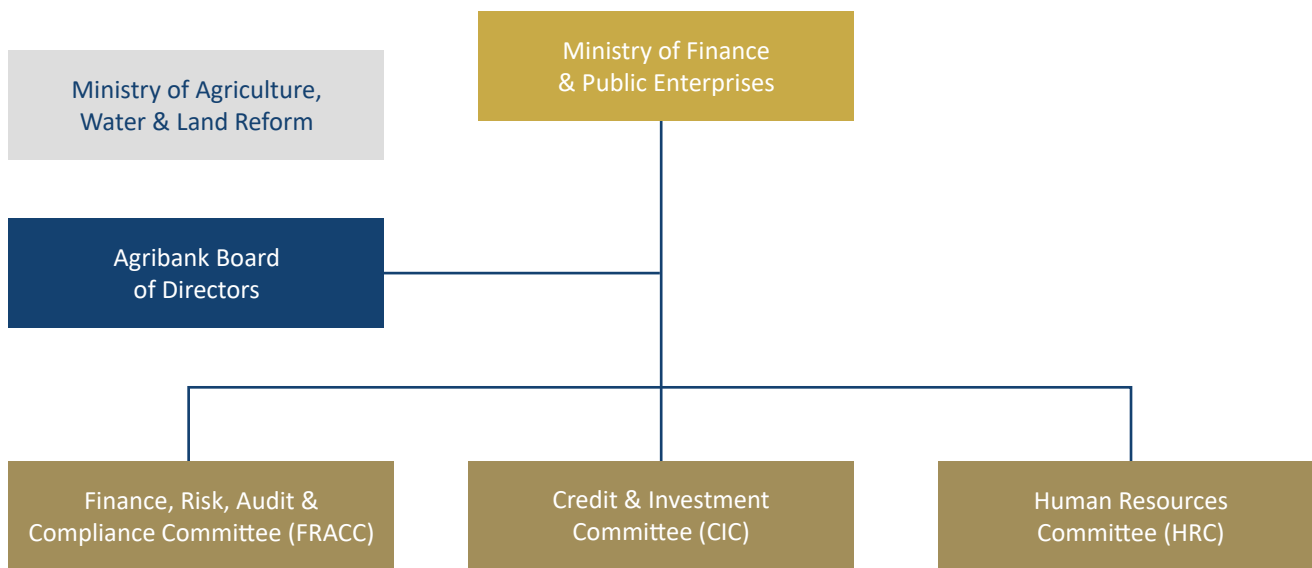 Ministry of Finance
& Public Enterprises
Ministry of Agriculture,
Water & Land Reform
Agribank Board
of Directors
Finance, Risk, Audit &
Compliance Committee (FRACC)
Credit & Investment
Committee (CIC)
Human Resources
Committee (HRC)